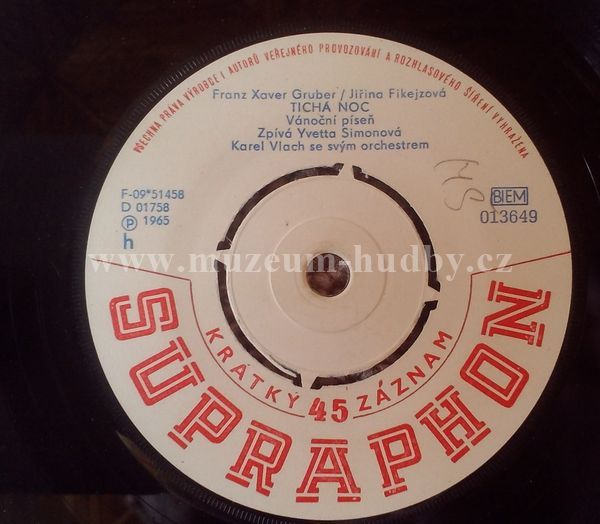 VŠECHNA PRÁVA VÝROBCE I AUTORŮ VEŘEJNÉHO PROVOZOVÁNÍ A ROZHLASOVÉHO ŠÍŘENÍ VYHRAZENA
Franz Xaver Gruber / Jiřina Fikejzová
TICHÁ NOC
Vánoční píseň
Zpívá Yvetta Simonová
Karel Vlach se svým orchestrem
F-09*51458
D 01758
Ⓟ 1965
h
BIEM
013649
www.muzeum-hudby.cz
KRÁTKÝ 45 ZÁZNAM
SUPRAPHON